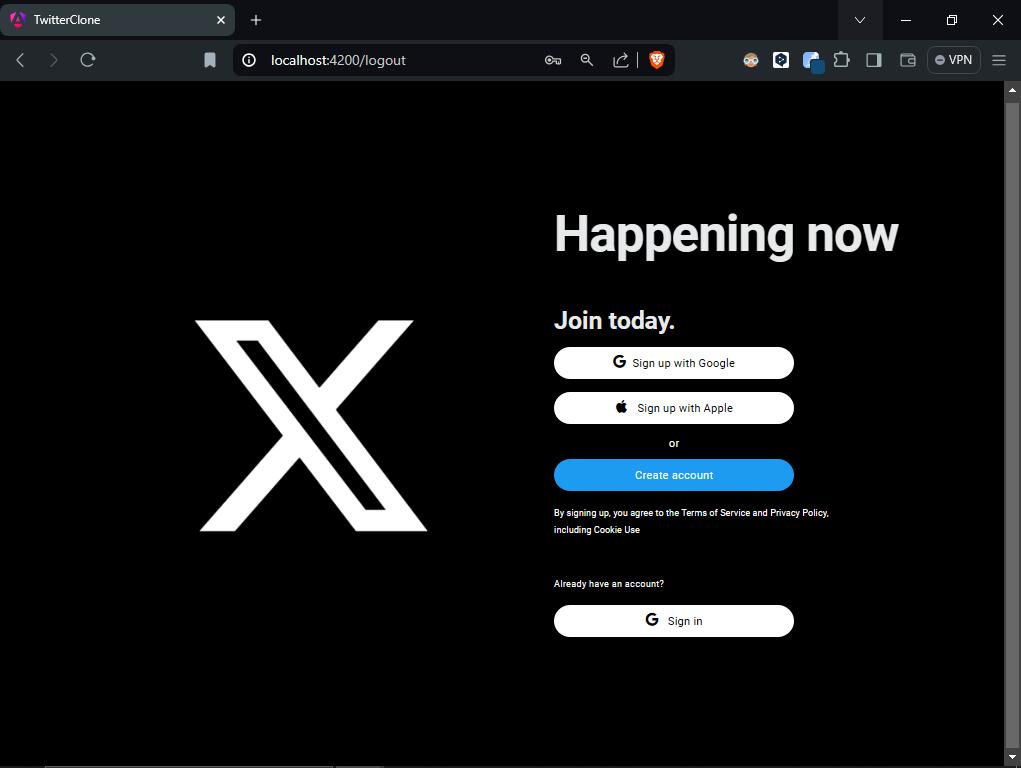 TwitterClone
localhost:4200/logout
VPN
Happening now
Join today.
Sign up with Google
Sign up with Apple
or
Create account
By signing up, you agree to the Terms of Service and Privacy Policy,
including Cookie Use
Already have an account?
Sign in